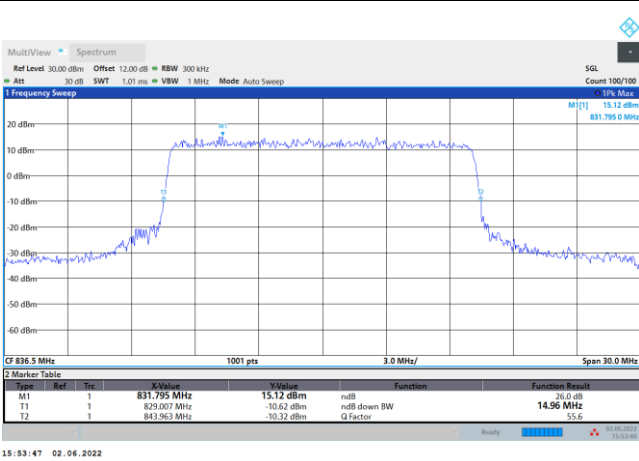 MultiView Spectrum
Ref Level 30.00 dBm Offset 12.00 dB RBW 300 kHz SGL
Att 30 dB SWT 1.01 ms VBW 1 MHz Mode Auto Sweep Count 100/100
1 Frequency Sweep 1Pk Max
M1[1] 15.12 dBm
831.795 0 MHz
20 dBm
M1
10 dBm
0 dBm
T1 T2
-10 dBm
-20 dBm
-30 dBm
-40 dBm
-50 dBm
-60 dBm
CF 836.5 MHz 1001 pts 3.0 MHz/ Span 30.0 MHz
2 Marker Table
Type Ref Trc X-Value Y-Value Function Function Result
M1 1 831.795 MHz 15.12 dBm ndB 26.0 dB
T1 1 829.007 MHz -10.62 dBm ndB down BW 14.96 MHz
T2 1 843.963 MHz -10.32 dBm Q Factor 55.6
Ready 02.06.2022
15:53:46
15:53:47 02.06.2022